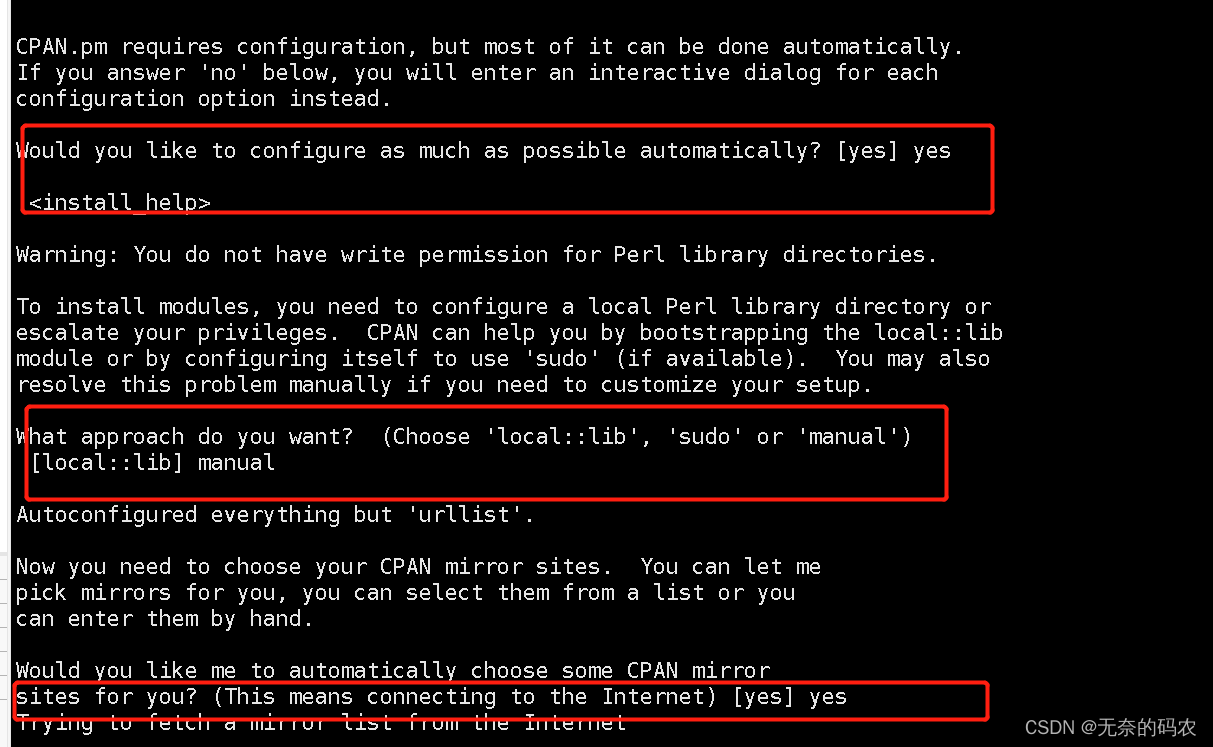 CPAN.pm requires configuration, but most of it can be done automatically.
If you answer 'no' below, you will enter an interactive dialog for each
configuration option instead.
Would you like to configure as much as possible automatically? [yes] yes
<install_help>
Warning: You do not have write permission for Perl library directories.
To install modules, you need to configure a local Perl library directory or
escalate your privileges.  CPAN can help you by bootstrapping the local::lib
module or by configuring itself to use 'sudo' (if available).  You may also
resolve this problem manually if you need to customize your setup.
What approach do you want?  (Choose 'local::lib', 'sudo' or 'manual')
[local::lib] manual
Autoconfigured everything but 'urllist'.
Now you need to choose your CPAN mirror sites.  You can let me
pick mirrors for you, you can select them from a list or you
can enter them by hand.
Would you like me to automatically choose some CPAN mirror
sites for you? (This means connecting to the Internet) [yes] yes
Trying to fetch a mirror list from the Internet
CSDN @无奈的码农